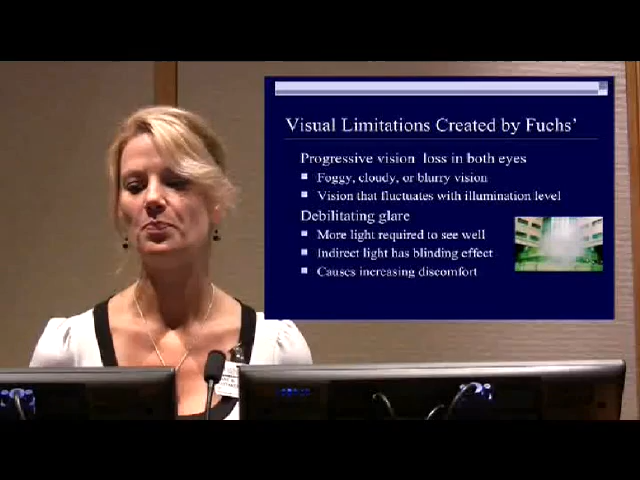 Visual Limitations Created by Fuchs'
Progressive vision loss in both eyes
Foggy, cloudy, or blurry vision
Vision that fluctuates with illumination level
Debilitating glare
More light required to see well
Indirect light has blinding effect
Causes increasing discomfort